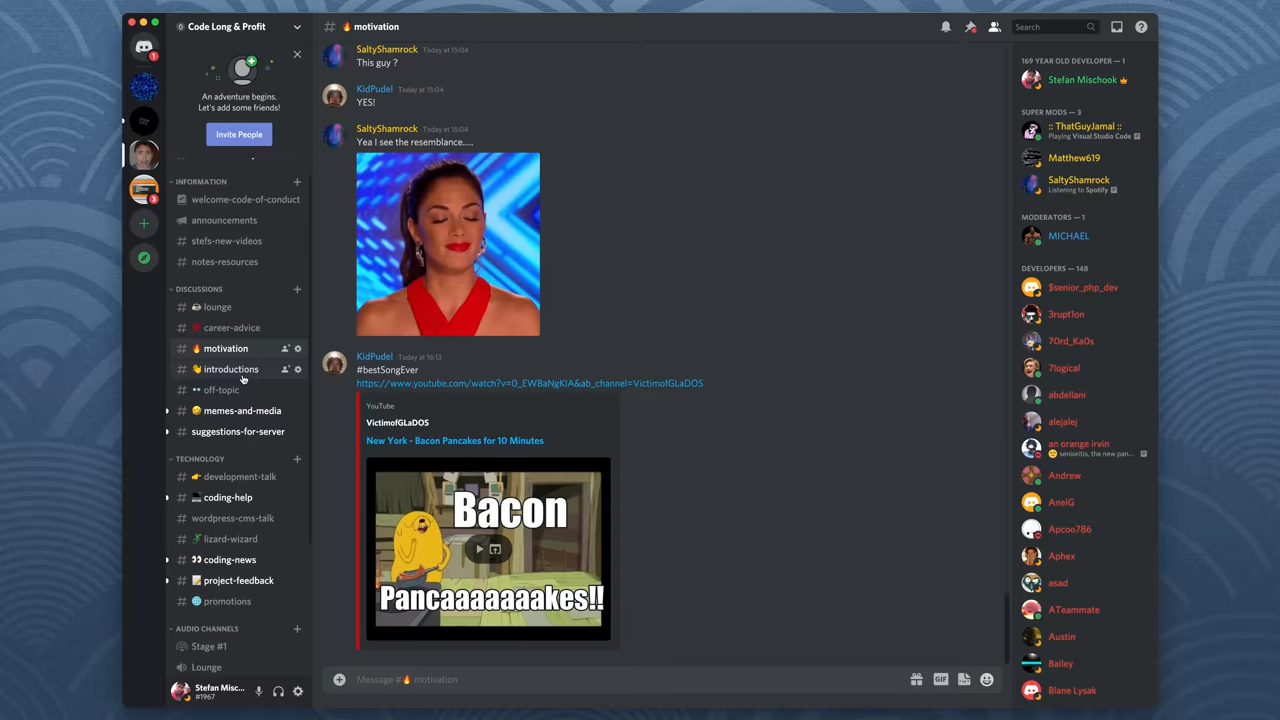 Code Long & Profit
An adventure begins.
Let's add some friends!
Invite People
INFORMATION
welcome-code-of-conduct
announcements
stefs-new-videos
notes-resources
DISCUSSIONS
lounge
career-advice
motivation
introductions
off-topic
memes-and-media
suggestions-for-server
TECHNOLOGY
development-talk
coding-help
wordpress-cms-talk
lizard-wizard
coding-news
project-feedback
promotions
AUDIO CHANNELS
Stage #1
Lounge
Stefan Misc...
#1967
1
3
# motivation
Search
SaltyShamrock Today at 15:04
This guy ?
KidPudel Today at 15:04
YES!
SaltyShamrock Today at 15:04
Yea I see the resemblance.....
KidPudel Today at 16:13
#bestSongEver
https://www.youtube.com/watch?v=0_EW8aNgKIA&ab_channel=VictimofGLaDOS
YouTube
VictimofGLaDOS
New York - Bacon Pancakes for 10 Minutes
Bacon
Pancaaaaaaakes!!
Message # motivation
GIF
169 YEAR OLD DEVELOPER — 1
Stefan Mischook
SUPER MODS — 3
:: ThatGuyJamal ::
Playing Visual Studio Code
Matthew619
SaltyShamrock
Listening to Spotify
MODERATORS — 1
MICHAEL
DEVELOPERS — 148
$senior_php_dev
3rupt1on
70rd_Ka0s
7logical
abdellani
alejalej
an orange irvin
senioritis, the new pan...
Andrew
AneiG
Apcoo786
Aphex
asad
ATeammate
Austin
Bailey
Blane Lysak